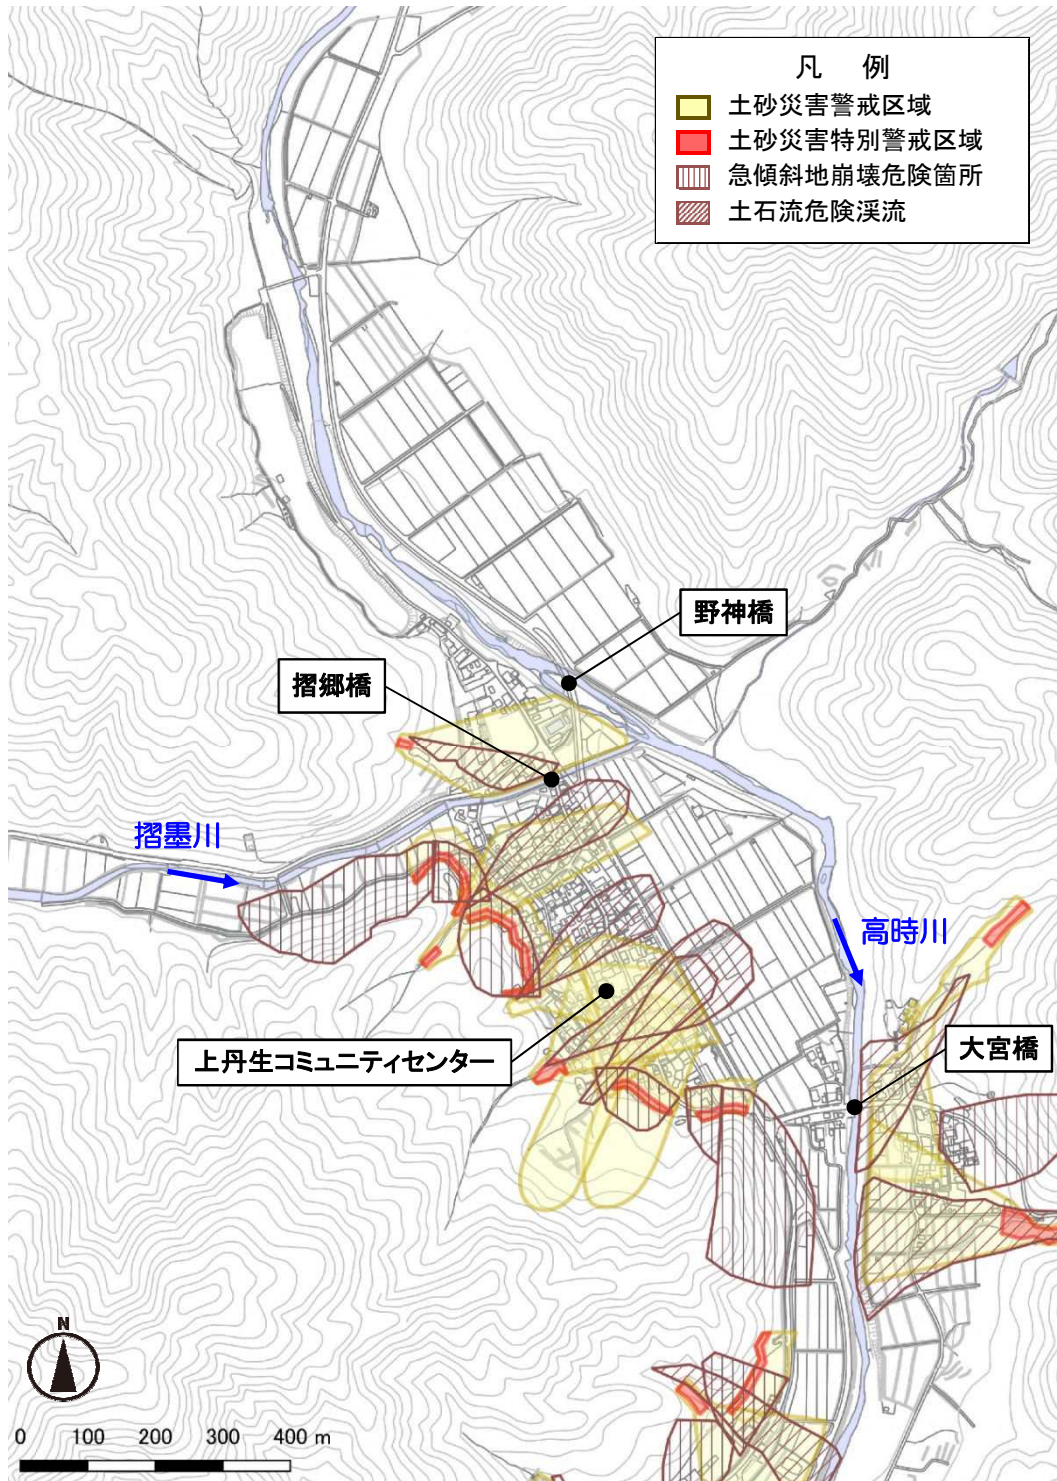 凡　例
土砂災害警戒区域
土砂災害特別警戒区域
急傾斜地崩壊危険箇所
土石流危険渓流
野神橋
摺郷橋
摺墨川
高時川
上丹生コミュニティセンター
大宮橋
N
0 100 200 300 400 m